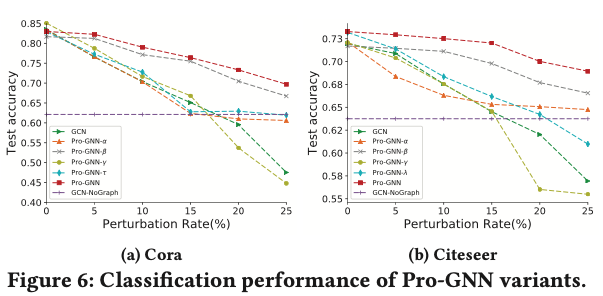 0.85
0.80
0.75
0.70
0.65
0.60
0.55
0.50
0.45
0.40
Test accuracy
GCN
Pro-GNN-α
Pro-GNN-β
Pro-GNN-γ
Pro-GNN-τ
Pro-GNN
GCN-NoGraph
0 5 10 15 20 25
Perturbation Rate(%)
(a) Cora
0.73
0.70
0.68
0.65
0.62
0.60
0.58
0.55
Test accuracy
GCN
Pro-GNN-α
Pro-GNN-β
Pro-GNN-γ
Pro-GNN-λ
Pro-GNN
GCN-NoGraph
0 5 10 15 20 25
Perturbation Rate(%)
(b) Citeseer
Figure 6: Classification performance of Pro-GNN variants.